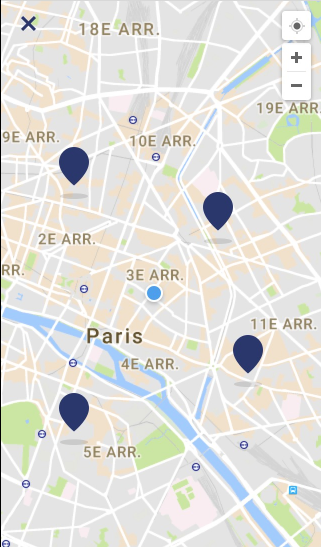 18E ARR.
19E ARR.
9E ARR.
10E ARR.
2E ARR.
RR.
3E ARR.
11E ARR.
Paris
4E ARR.
5E ARR.